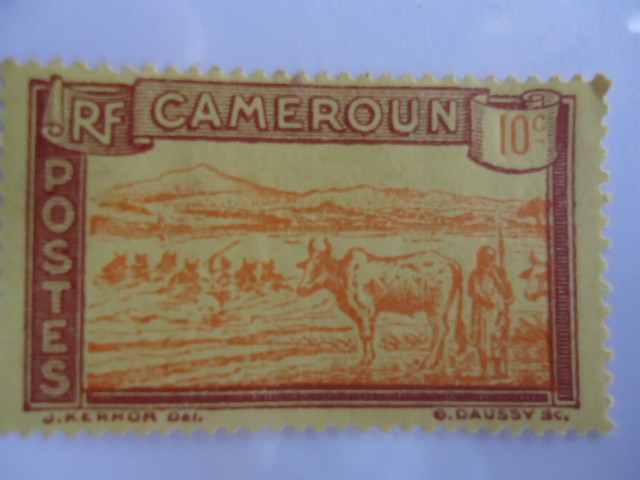 RF CAMEROUN 10c
POSTES
J. KERHOR Del. G. DAUSSY Sc.